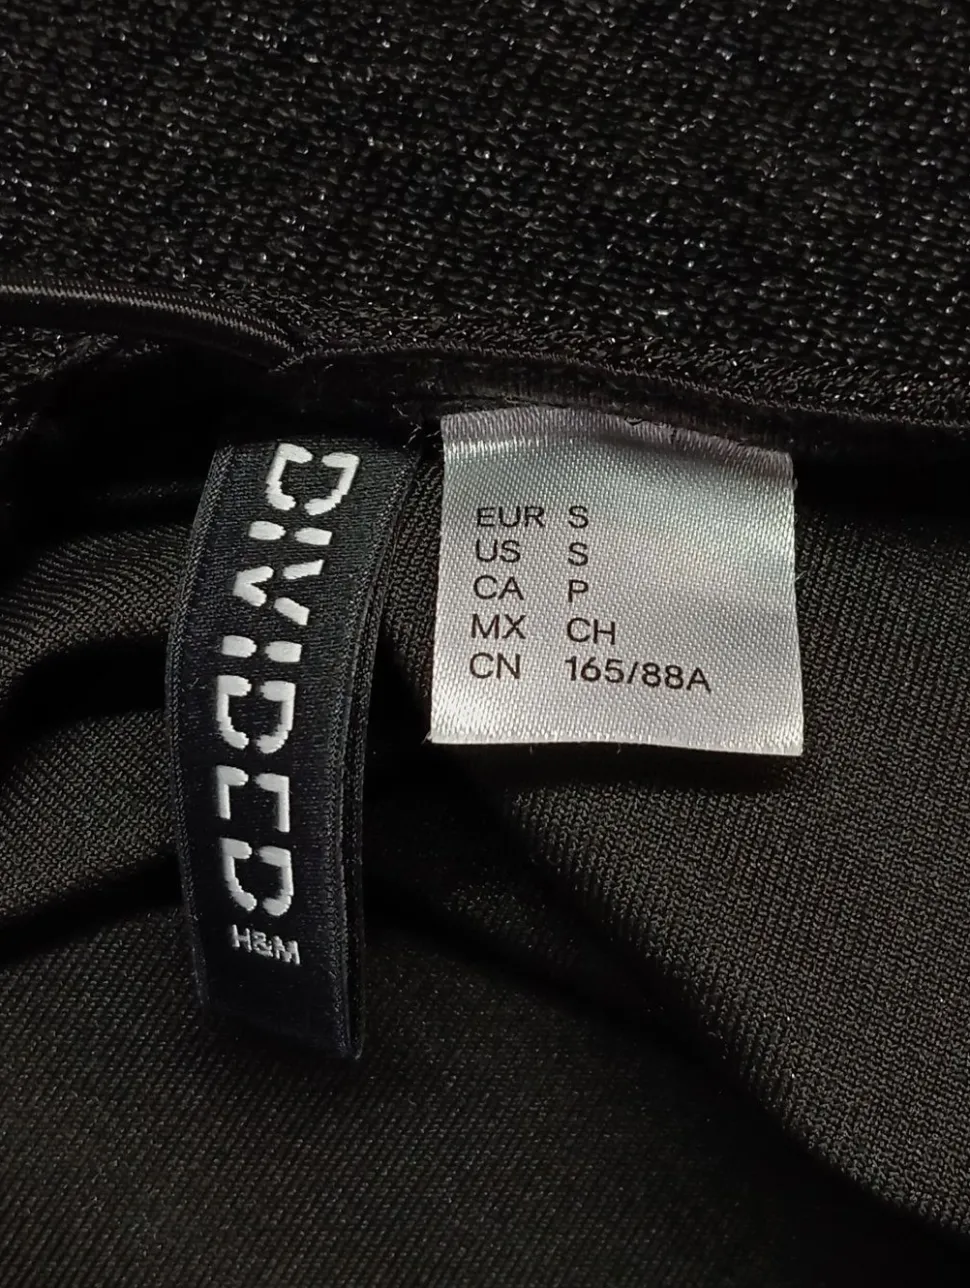 DIVIDED
H&M
EUR S
US S
CA P
MX CH
CN 165/88A